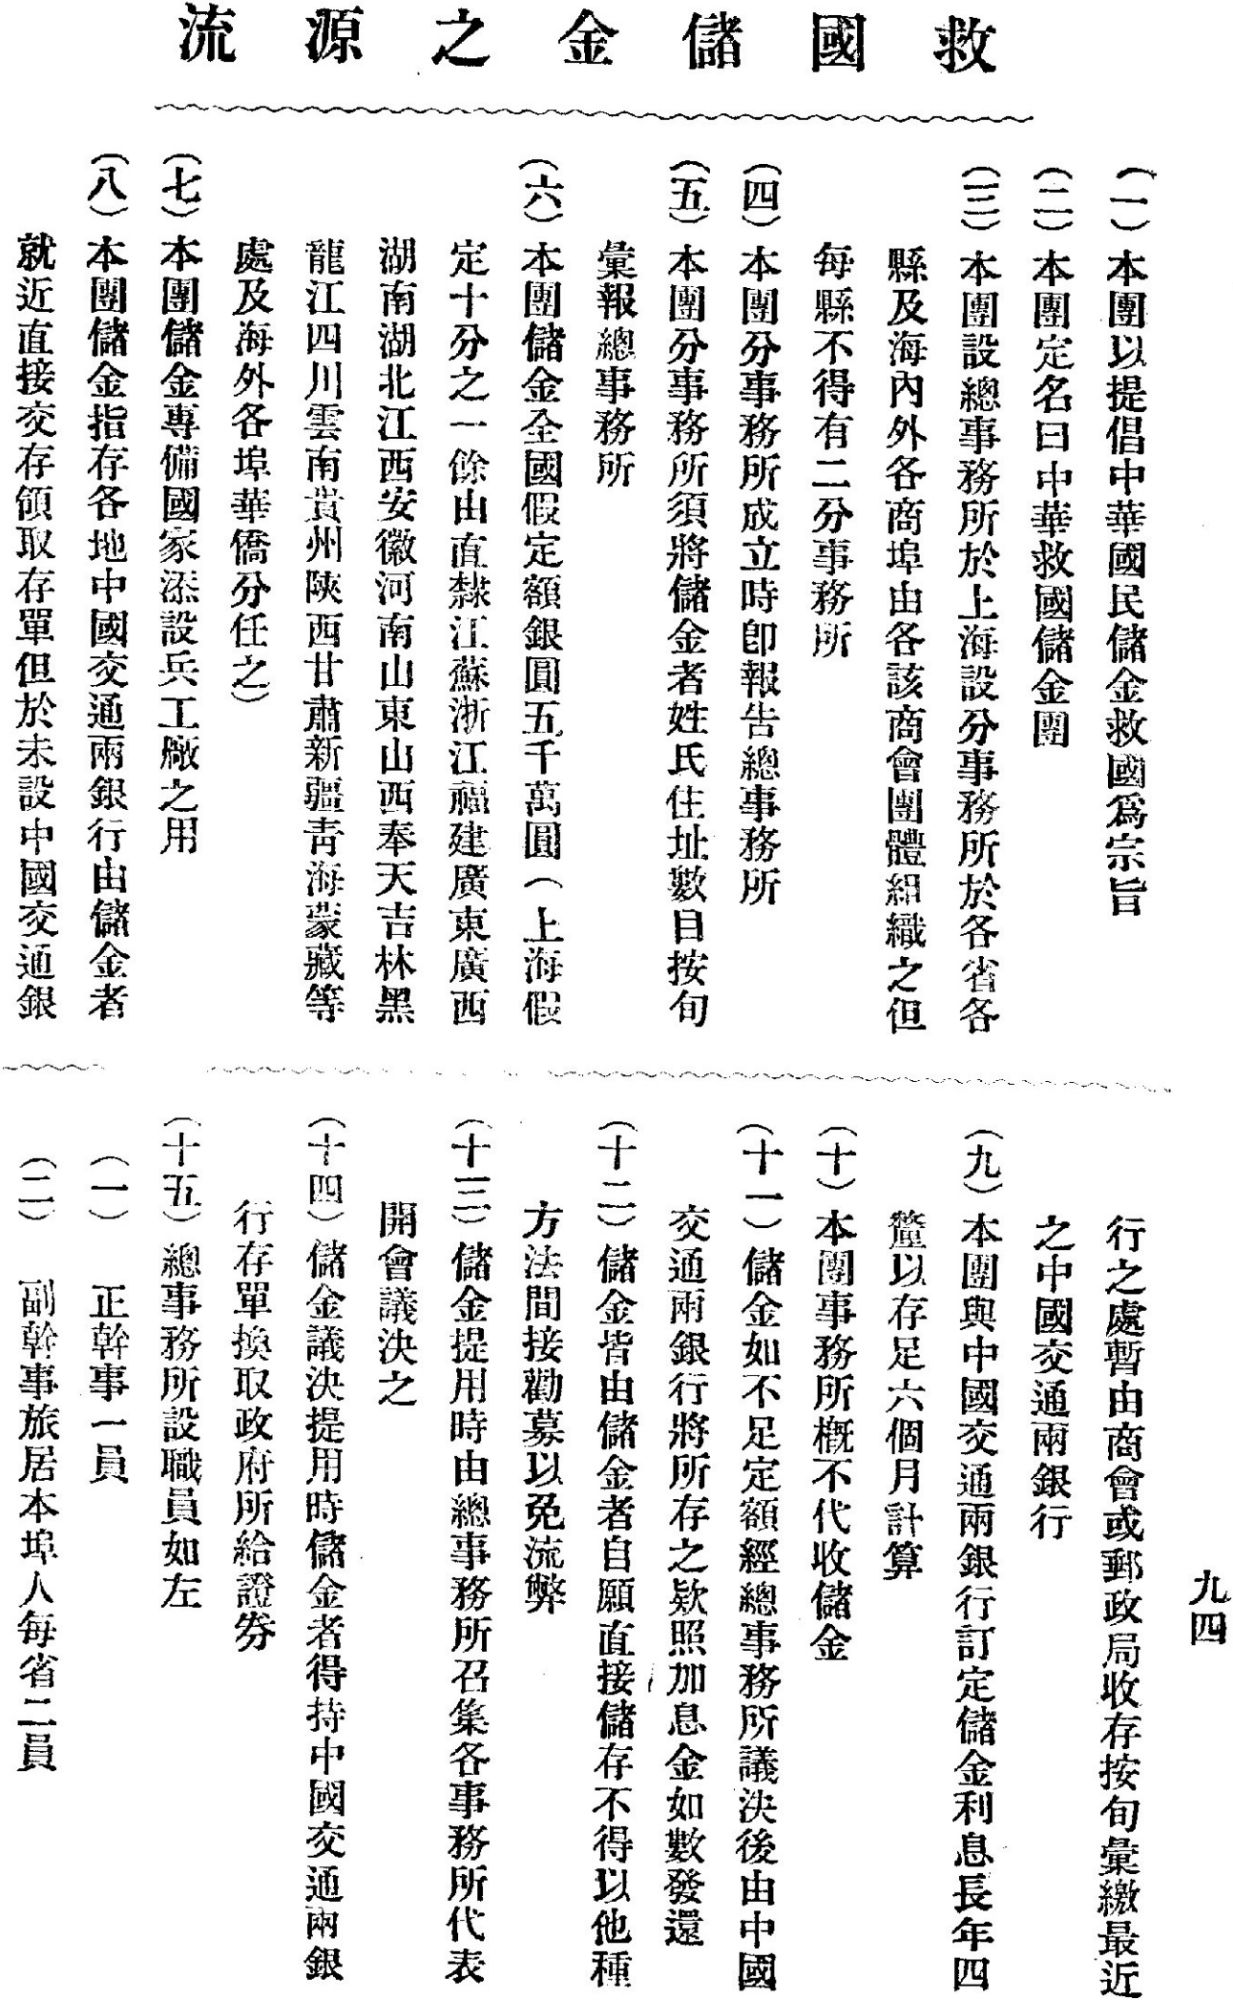 救國儲金之源流
(一)本團以提倡中華國民儲金救國爲宗旨
(二)本團定名曰中華救國儲金團
(三)本團設總事務所於上海設分事務所於各省各
縣及海內外各商埠由各該商會團體組織之但
每縣不得有二分事務所
(四)本團分事務所成立時卽報告總事務所
(五)本團分事務所須將儲金者姓氏住址數目按旬
彙報總事務所
(六)本團儲金全國假定額銀圓五千萬圓(上海假
定十分之一餘由直隸江蘇浙江福建廣東廣西
湖南湖北江西安徽河南山東山西奉天吉林黑
龍江四川雲南貴州陝西甘肅新疆靑海蒙藏等
處及海外各埠華僑分任之)
(七)本團儲金專備國家添設兵工廠之用
(八)本團儲金指存各地中國交通兩銀行由儲金者
就近直接交存領取存單但於未設中國交通銀
行之處暫由商會或郵政局收存按旬彙繳最近
之中國交通兩銀行
(九)本團與中國交通兩銀行訂定儲金利息長年四
釐以存足六個月計算
(十)本團事務所槪不代收儲金
(十一)儲金如不足定額經總事務所議決後由中國
交通兩銀行將所存之欵照加息金如數發還
(十二)儲金皆由儲金者自願直接儲存不得以他種
方法間接勸募以免流弊
(十三)儲金提用時由總事務所召集各事務所代表
開會議決之
(十四)儲金議決提用時儲金者得持中國交通兩銀
行存單換取政府所給證券
(十五)總事務所設職員如左
(一) 正幹事一員
(二) 副幹事旅居本埠人每省二員
九四